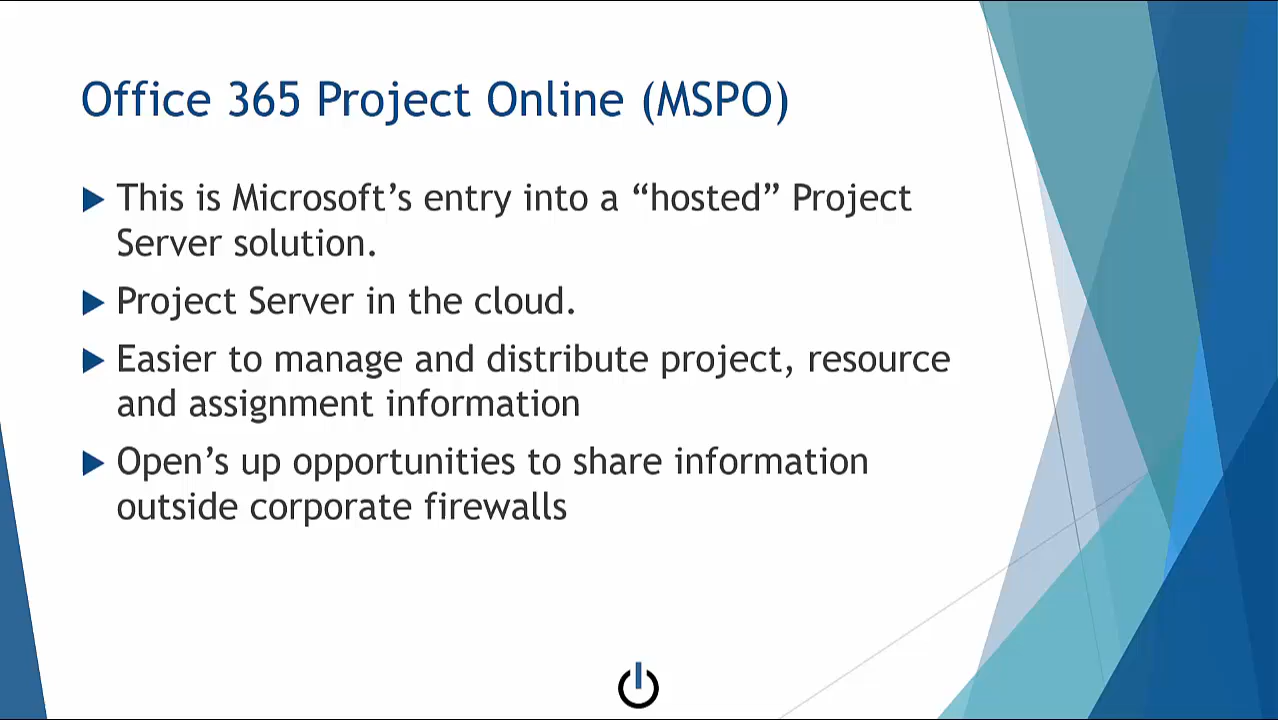 Office 365 Project Online (MSPO)
This is Microsoft’s entry into a “hosted” Project
Server solution.
Project Server in the cloud.
Easier to manage and distribute project, resource
and assignment information
Open’s up opportunities to share information
outside corporate firewalls